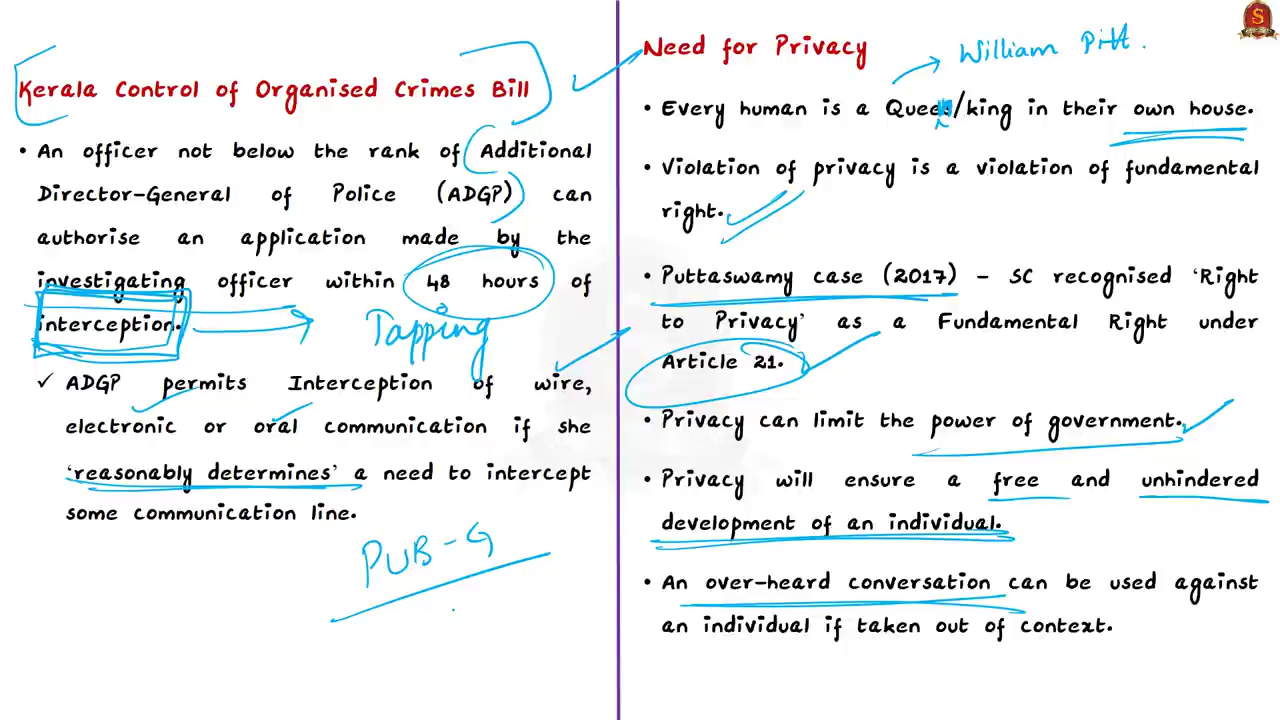 Kerala Control of Organised Crimes Bill
• An officer not below the rank of Additional
Director-General of Police (ADGP) can
authorise an application made by the
investigating officer within 48 hours of
interception.
Tapping
✓ ADGP permits Interception of wire,
electronic or oral communication if she
‘reasonably determines’ a need to intercept
some communication line.
PUB-G
Need for Privacy
William Pitt.
• Every human is a Queen/king in their own house.
• Violation of privacy is a violation of fundamental
right.
• Puttaswamy case (2017) - SC recognised ‘Right
to Privacy’ as a Fundamental Right under
Article 21.
• Privacy can limit the power of government.
• Privacy will ensure a free and unhindered
development of an individual.
• An over-heard conversation can be used against
an individual if taken out of context.
S